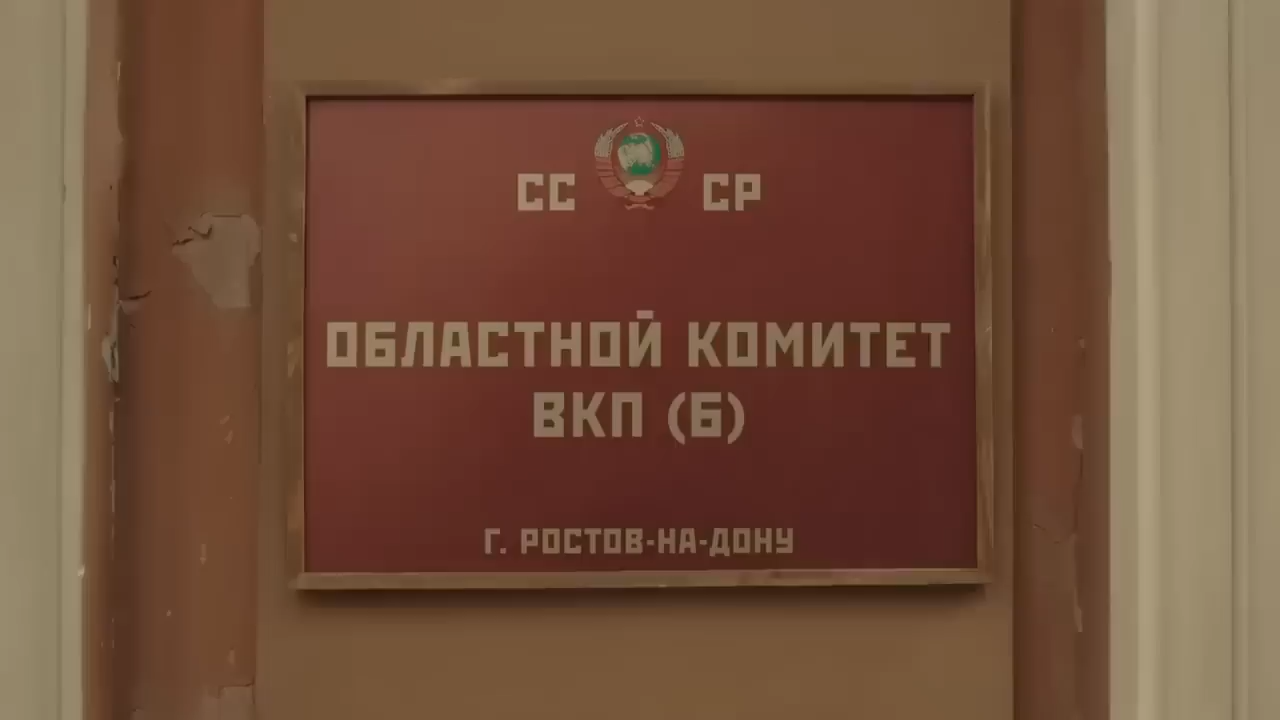 СС СР
ОБЛАСТНОЙ КОМИТЕТ
ВКП (Б)
Г. РОСТОВ-НА-ДОНУ